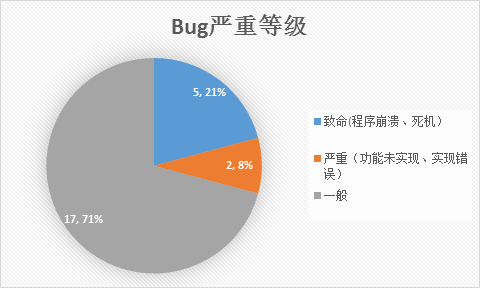 Bug严重等级
5, 21%
2, 8%
17, 71%
致命(程序崩溃、死机）
严重（功能未实现、实现错
误）
一般